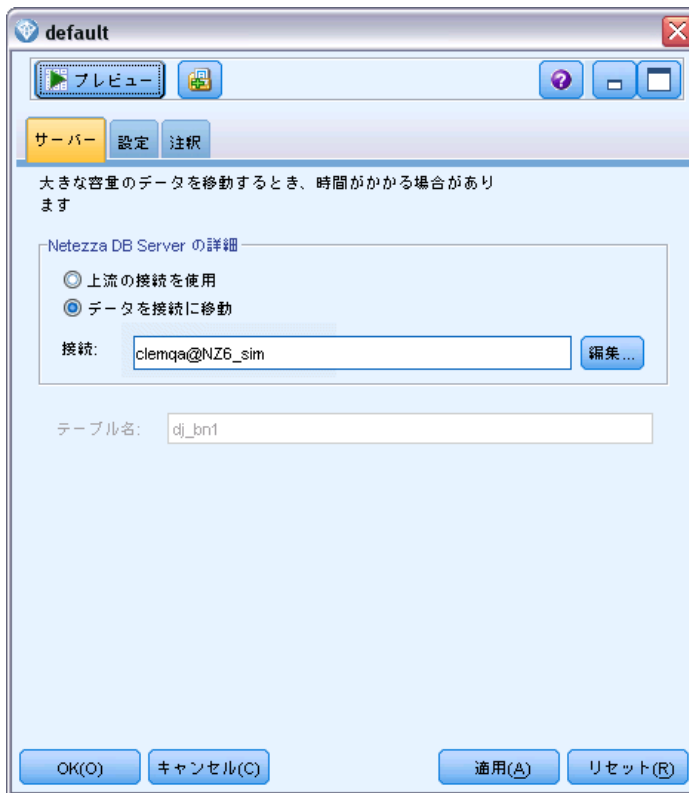 default
プレビュー
サーバー 設定 注釈
大きな容量のデータを移動するとき、時間がかかる場合があり
ます
Netezza DB Server の詳細
上流の接続を使用
データを接続に移動
接続: clemqa@NZ6_sim 編集...
テーブル名: dj_bn1
OK(O) キャンセル(C) 適用(A) リセット(R)